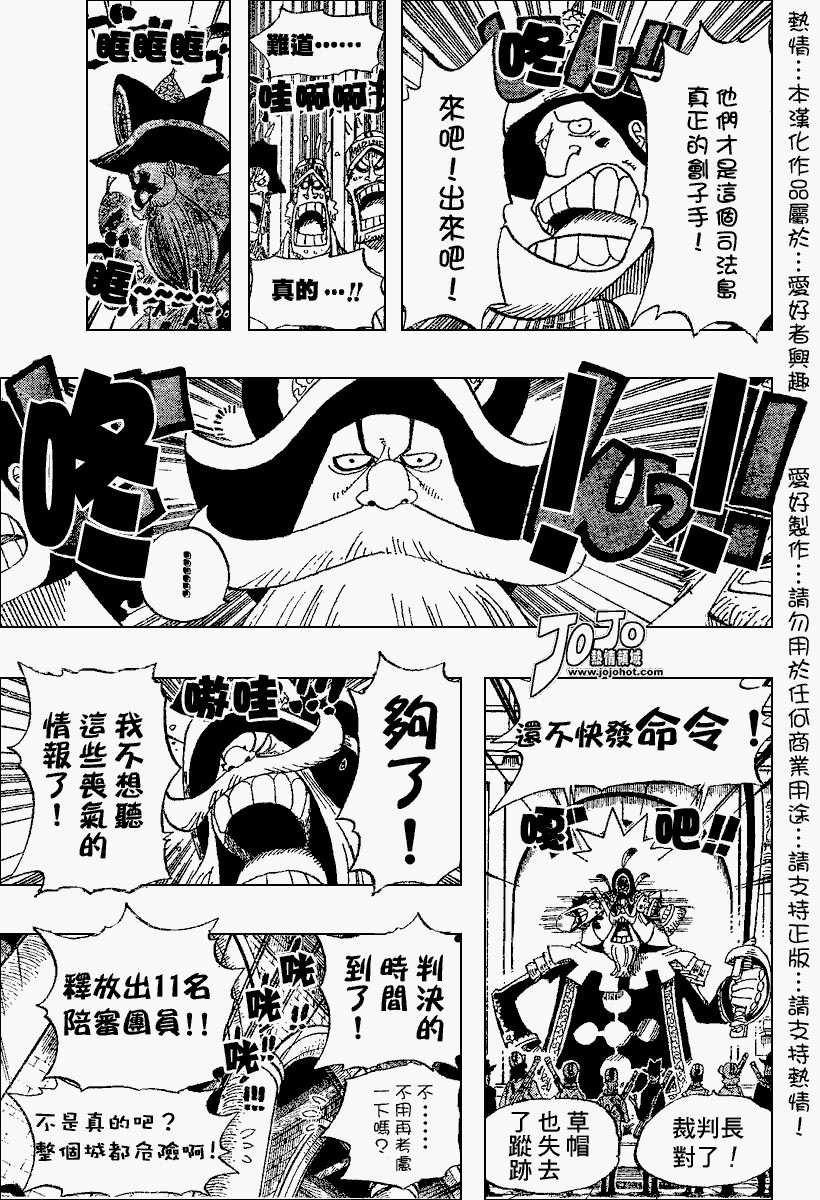 他們才是這個司法島
真正的劊子手！
來吧！出來吧！
咚!!
難道……
哇啊啊
真的…!!
哐哐哐
哐~~~~
咚
!!
……
JOJO
熱情領域
www.jojohot.com
還不快發命令！
嘎
吧!!
裁判長
對了！
草帽
也失去
了蹤跡
夠了！
嗷哇!!!
我不想聽
這些喪氣的
情報了！
判決的
時間
到了！
不……
不用再考慮
一下嗎？
咣!!
咣!!
咣!!
釋放出11名
陪審團員!!
不是真的吧？
整個城都危險啊!
熱情…本漢化作品屬於…愛好者興趣
愛好製作…請勿用於任何商業用途…請支持正版…請支持熱情！